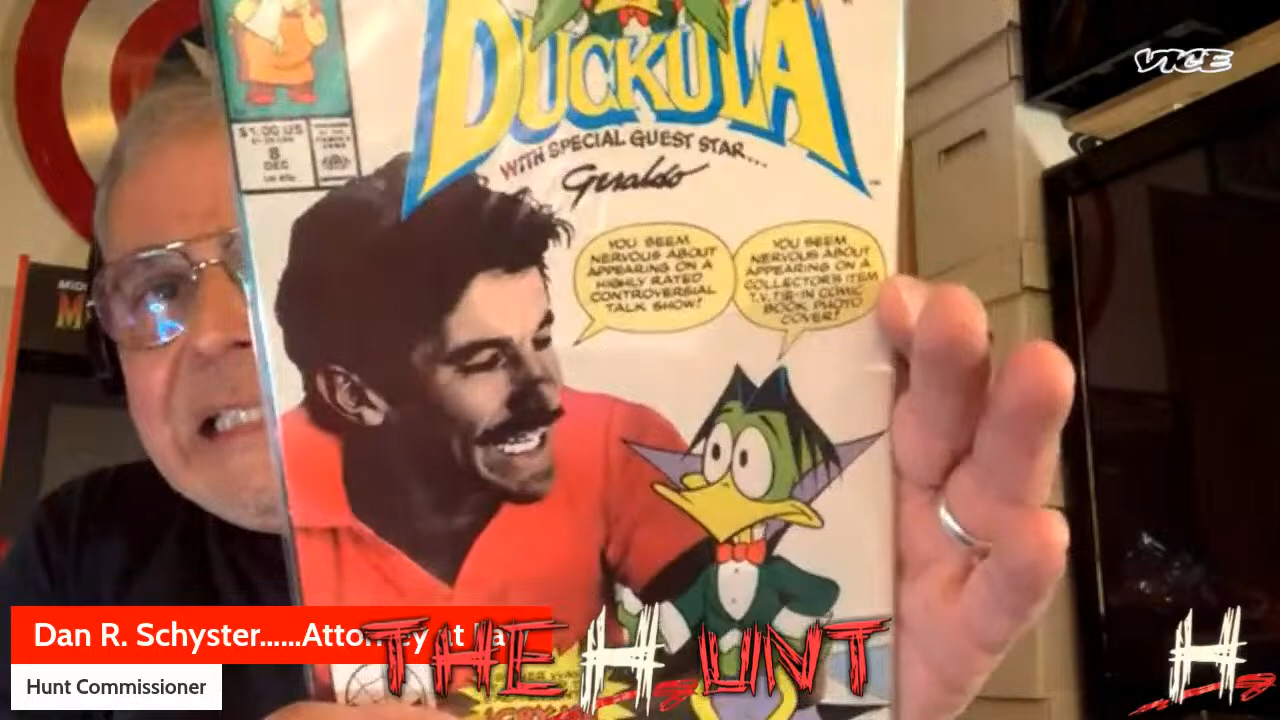 VICE
DUCKULA
WITH SPECIAL GUEST STAR...
Geraldo
$1.00 US
8
DEC
YOU SEEM
NERVOUS ABOUT
APPEARING ON A
HIGHLY RATED
CONTROVERSIAL
TALK SHOW?
YOU SEEM
NERVOUS ABOUT
APPEARING ON A
COLLECTOR'S ITEM
T.V. TIE-IN COMIC
BOOK PHOTO
COVER!
Dan R. Schyster......Attorney at La
Hunt Commissioner
THE HUNT
H